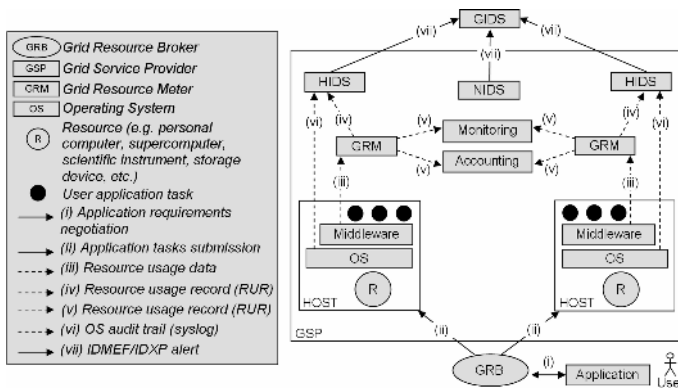 GRB Grid Resource Broker
GSP Grid Service Provider
GRM Grid Resource Meter
OS Operating System
R Resource (e.g. personal
computer, supercomputer,
scientific instrument, storage
device, etc.)
User application task
(i) Application requirements
negotiation
(ii) Application tasks submission
(iii) Resource usage data
(iv) Resource usage record (RUR)
(v) Resource usage record (RUR)
(vi) OS audit trail (syslog)
(vii) IDMEF/IDXP alert
GIDS
(vii) (vii) (vii)
HIDS NIDS HIDS
(vi) (iv) (v) Monitoring (v) (iv) (vi)
GRM GRM
(v) Accounting (v)
(iii) (iii)
Middleware Middleware
OS OS
R R
HOST HOST
GSP
(ii) (ii)
GRB (i) Application User